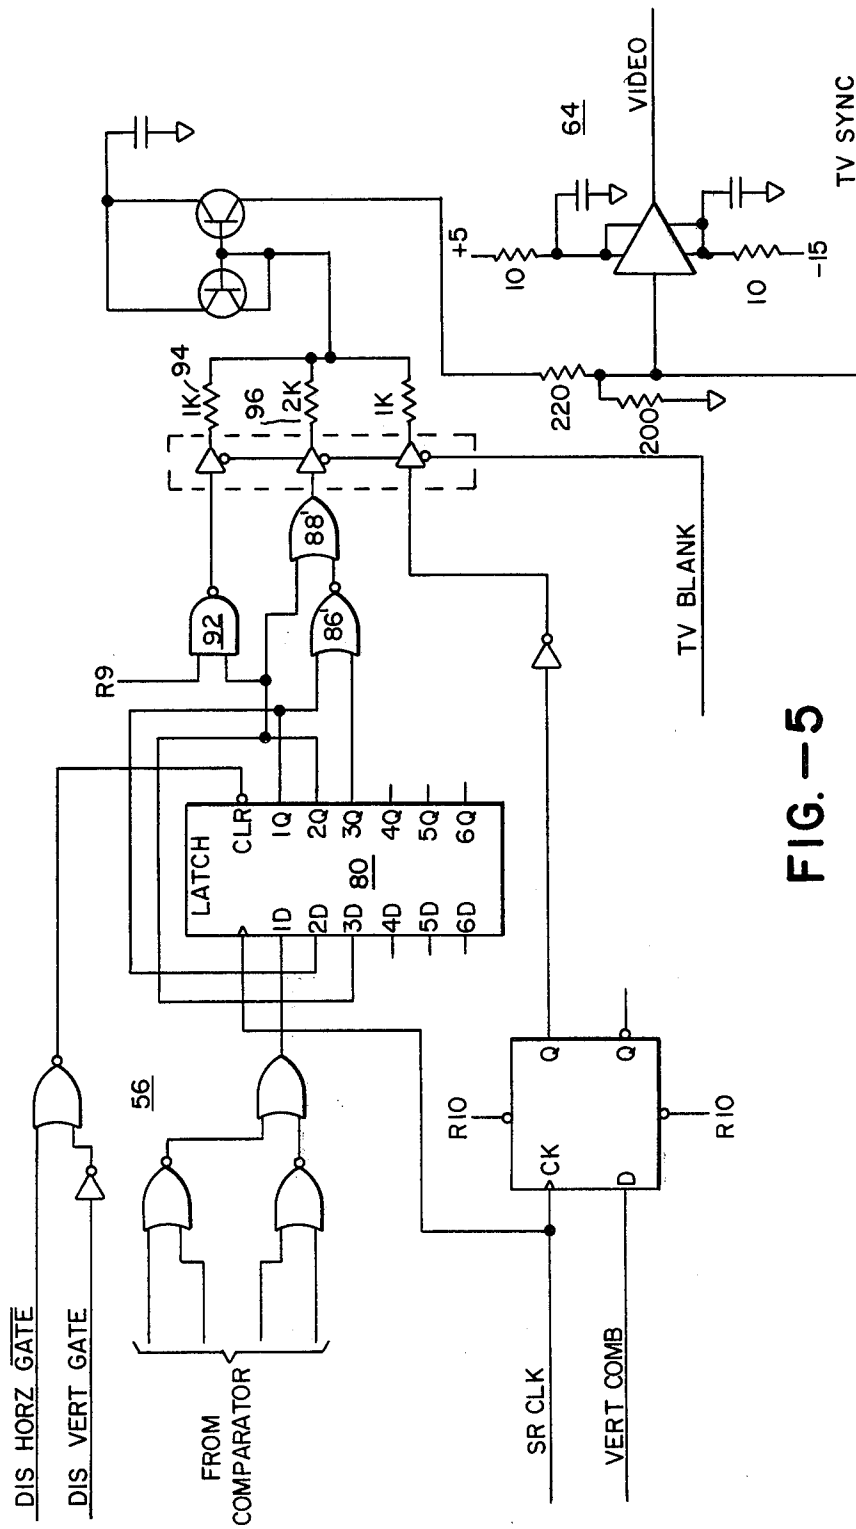 DIS HORZ GATE
DIS VERT GATE
FROM
COMPARATOR
56
SR CLK
VERT COMB
CK
D
Q
Q
R10
R10
LATCH
CLR
1D
2D
3D
4D
5D
6D
1Q
2Q
3Q
4Q
5Q
6Q
80
R9
92
86'
88'
1K
94
96
2K
1K
TV BLANK
220
200
+5
10
10
-15
64
VIDEO
TV SYNC
FIG.-5